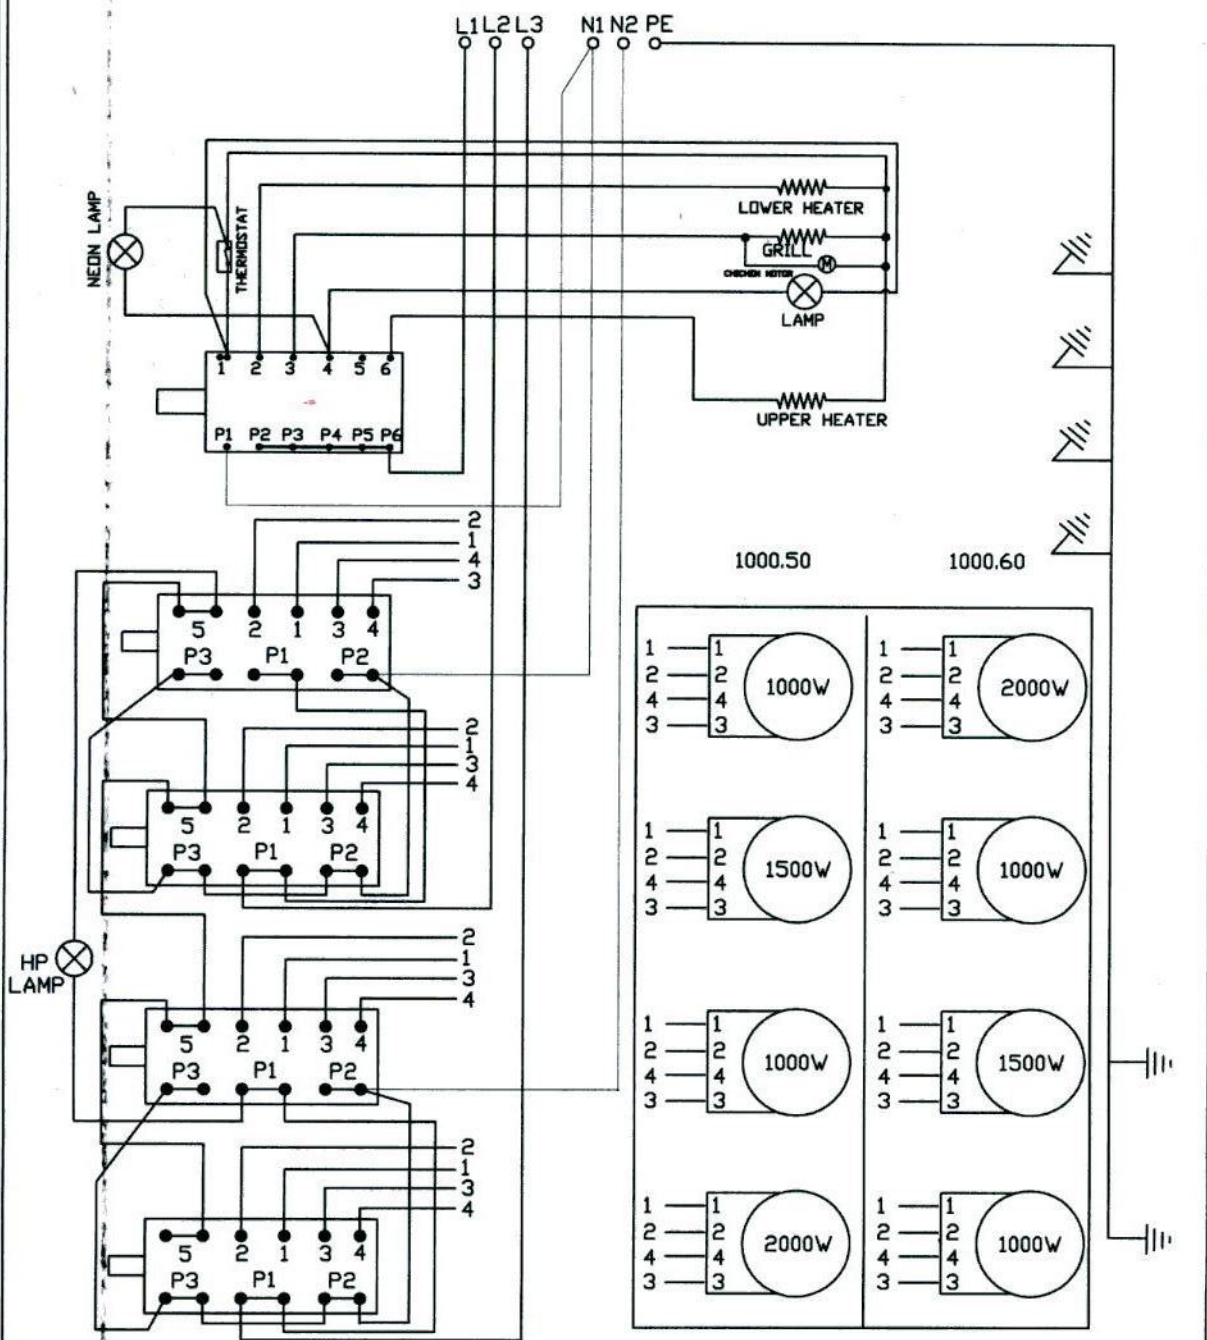 L1 L2 L3 N1 N2 PE
NEON LAMP
THERMOSTAT
LOWER HEATER
GRILL
CHICKEN MOTOR
M
LAMP
UPPER HEATER
1 2 3 4 5 6
P1 P2 P3 P4 P5 P6
2
1
4
3
5 2 1 3 4
P3 P1 P2
2
1
3
4
5 2 1 3 4
P3 P1 P2
HP
LAMP
2
1
3
4
5 2 1 3 4
P3 P1 P2
2
1
3
4
5 2 1 3 4
P3 P1 P2
1000.50 1000.60
1 1
2 2
4 4
3 3
1000W
1 1
2 2
4 4
3 3
2000W
1 1
2 2
4 4
3 3
1500W
1 1
2 2
4 4
3 3
1000W
1 1
2 2
4 4
3 3
1000W
1 1
2 2
4 4
3 3
1500W
1 1
2 2
4 4
3 3
2000W
1 1
2 2
4 4
3 3
1000W